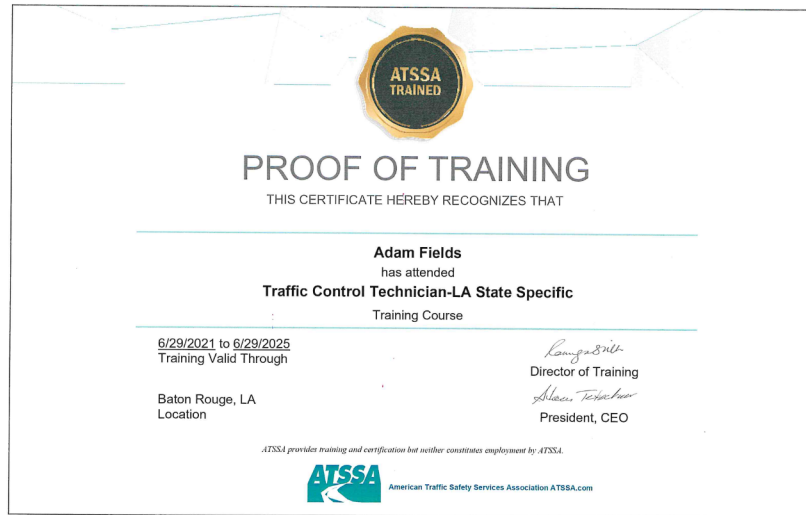 ATSSA
TRAINED
PROOF OF TRAINING
THIS CERTIFICATE HEREBY RECOGNIZES THAT
Adam Fields
has attended
Traffic Control Technician-LA State Specific
Training Course
6/29/2021 to 6/29/2025
Training Valid Through
Director of Training
Baton Rouge, LA
Location
President, CEO
ATSSA provides training and certification but neither constitutes employment by ATSSA.
ATSSA
American Traffic Safety Services Association ATSSA.com